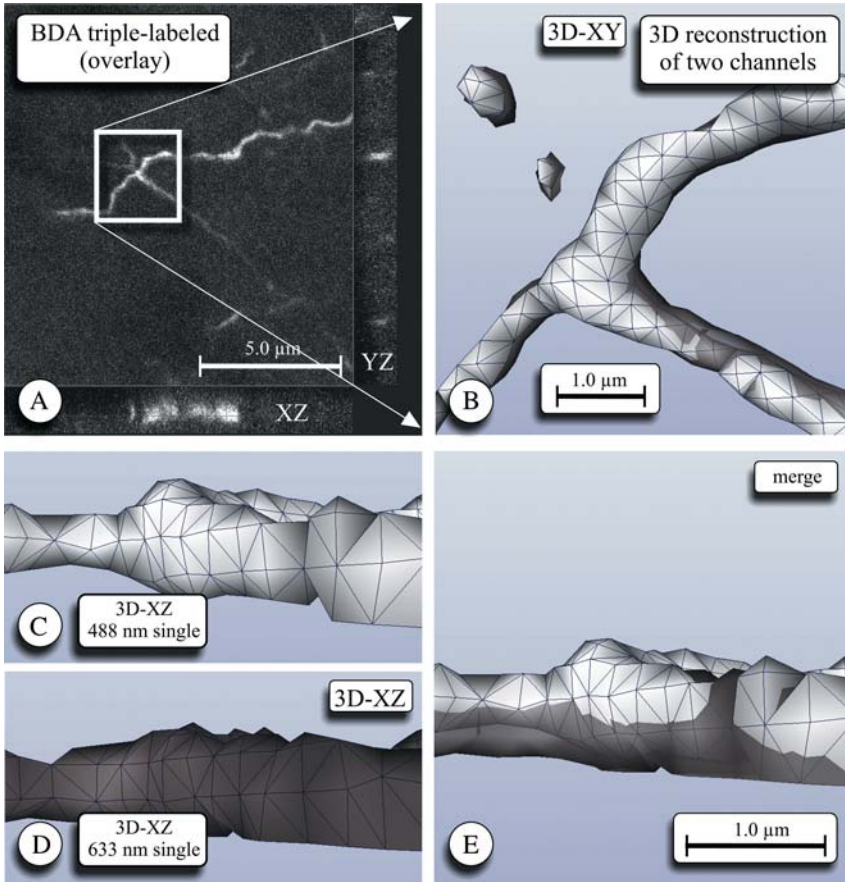 BDA triple-labeled
(overlay)
5.0 µm
YZ
XZ
A
3D-XY
3D reconstruction
of two channels
1.0 µm
B
C
3D-XZ
488 nm single
3D-XZ
D
3D-XZ
633 nm single
merge
E
1.0 µm